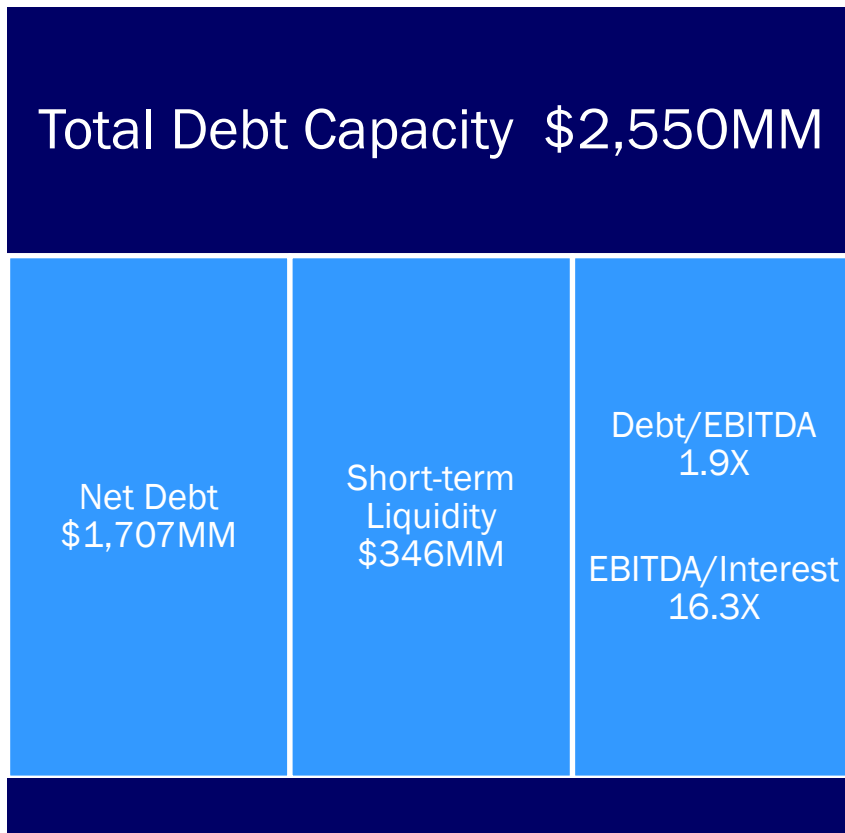 Total Debt Capacity  $2,550MM
Net Debt
$1,707MM
Short-term
Liquidity
$346MM
Debt/EBITDA
1.9X
EBITDA/Interest
16.3X